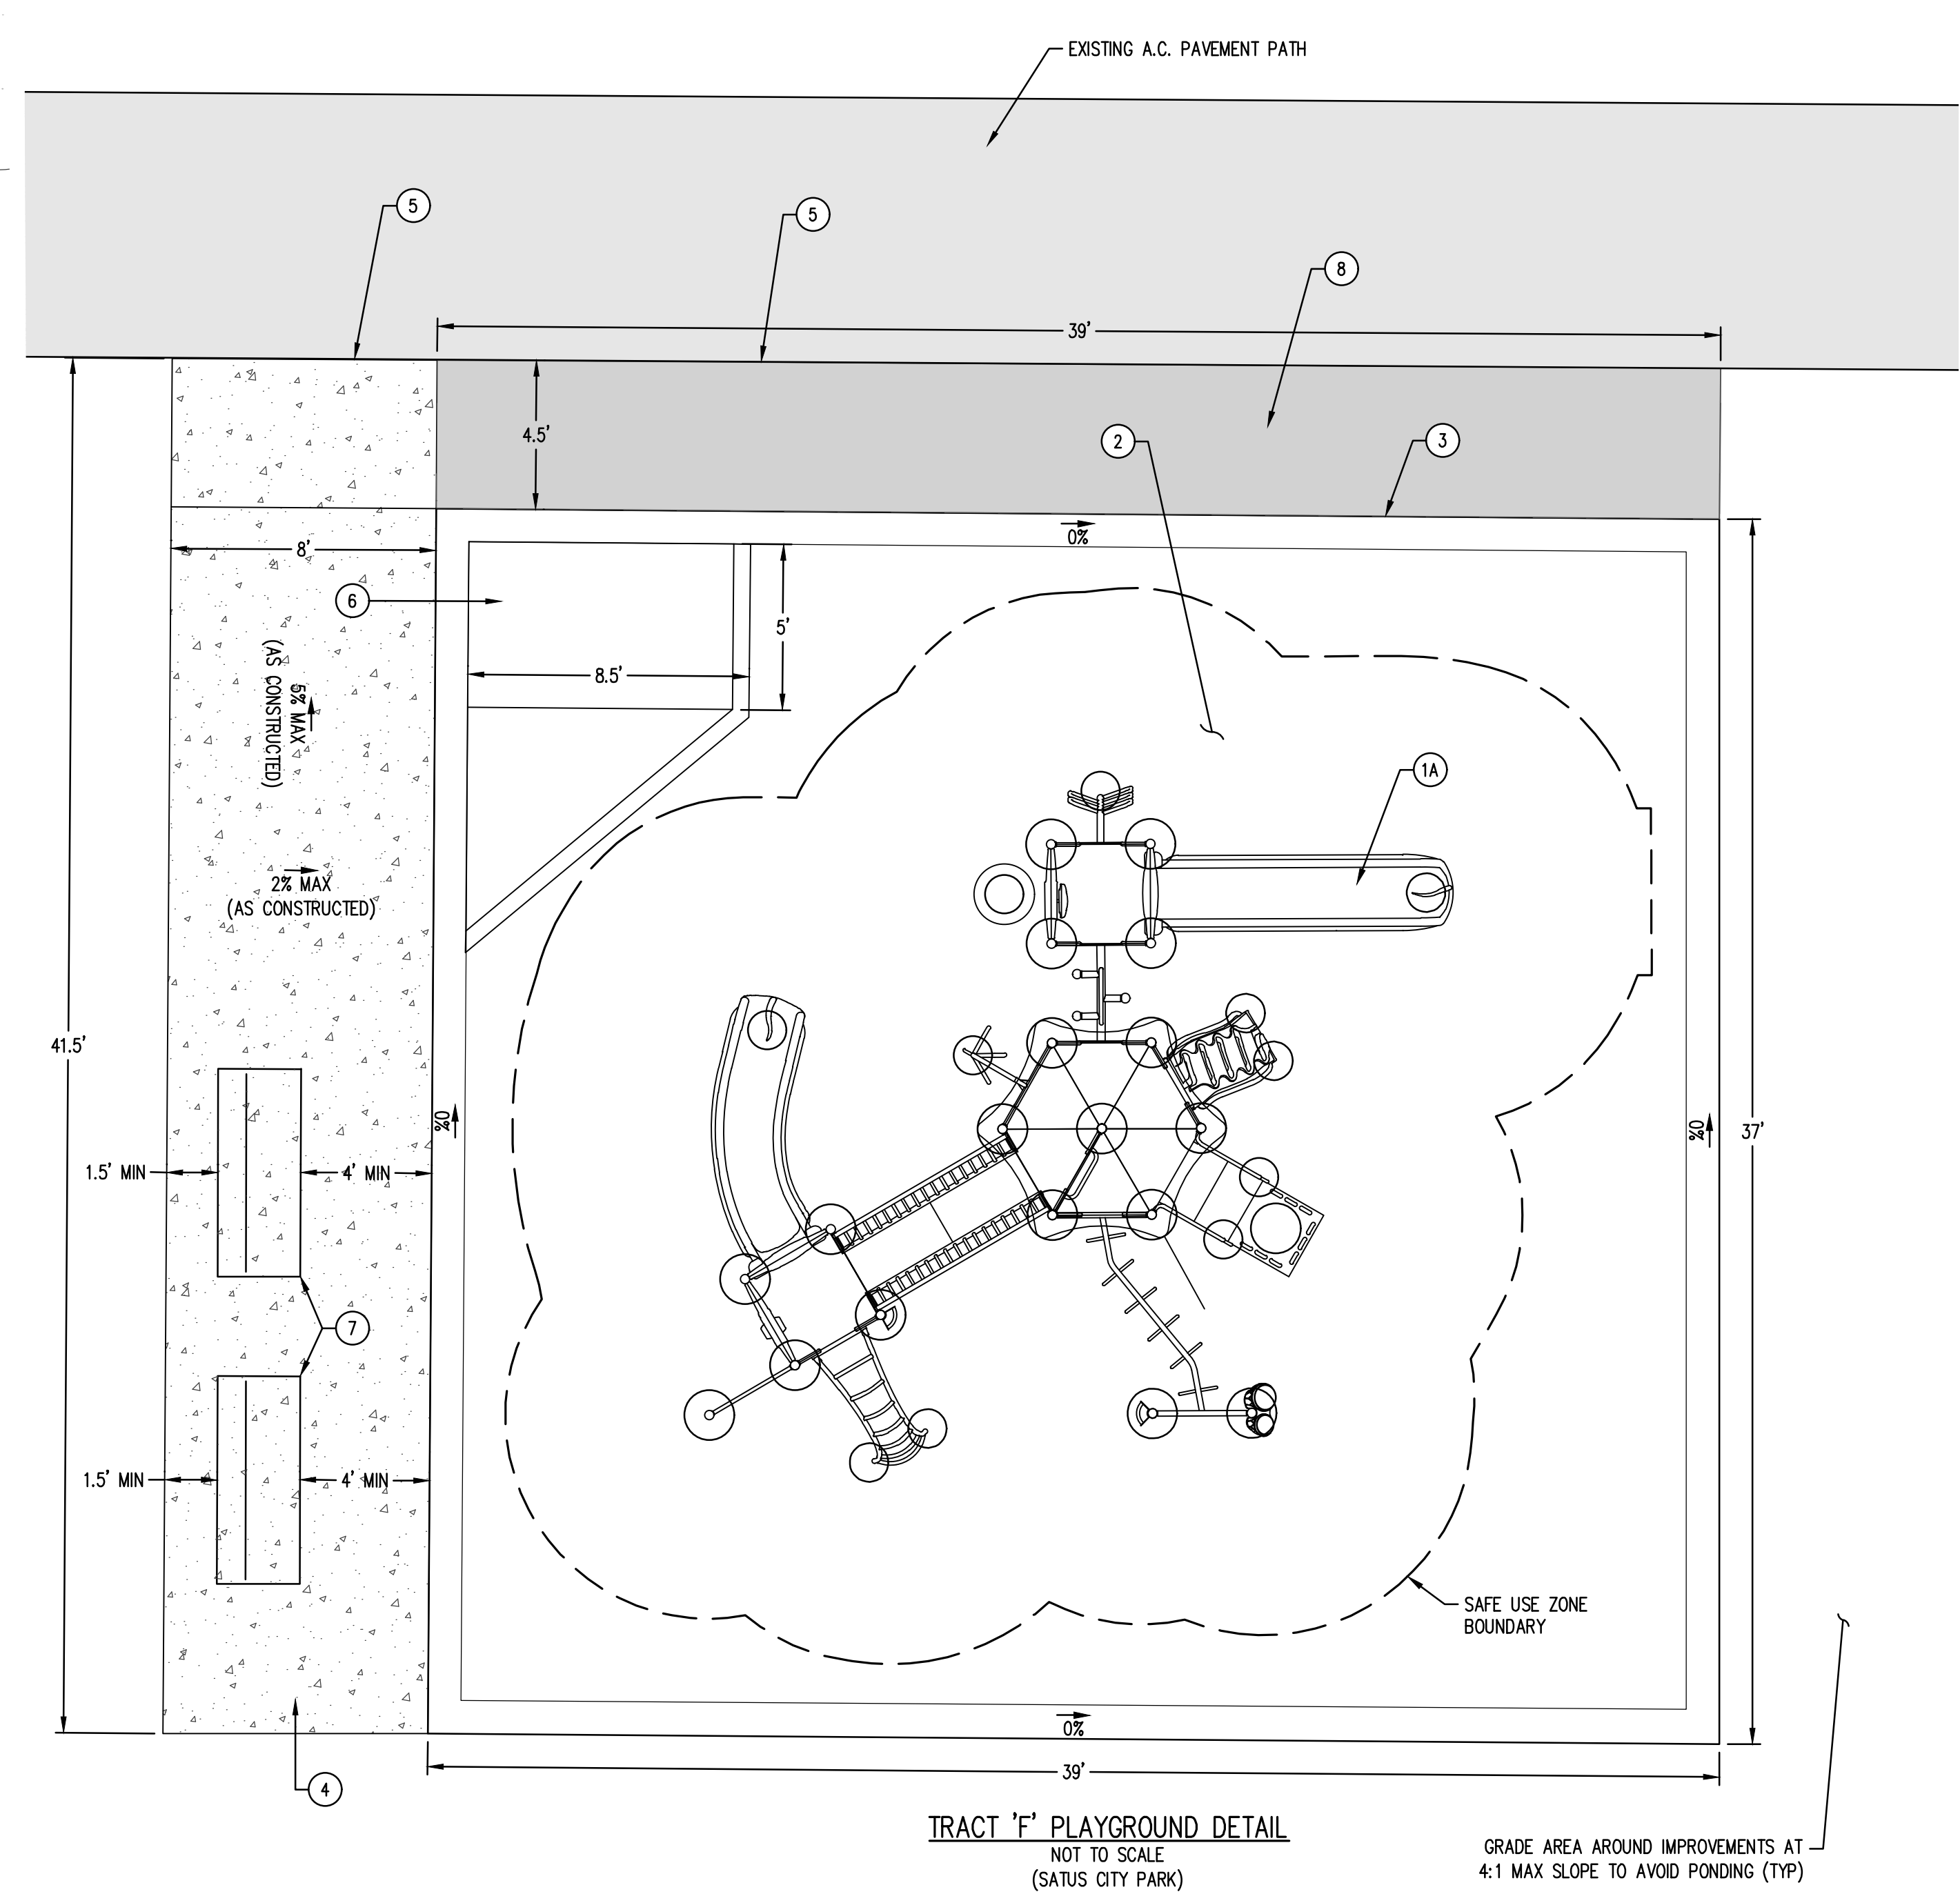 EXISTING A.C. PAVEMENT PATH
5
5
8
39'
4.5'
2
3
0%
8'
6
5'
8.5'
5% MAX
(AS CONSTRUCTED)
1A
2% MAX
(AS CONSTRUCTED)
41.5'
0%
0%
37'
1.5' MIN
4' MIN
7
1.5' MIN
4' MIN
SAFE USE ZONE
BOUNDARY
0%
39'
4
TRACT 'F' PLAYGROUND DETAIL
NOT TO SCALE
(SATUS CITY PARK)
GRADE AREA AROUND IMPROVEMENTS AT
4:1 MAX SLOPE TO AVOID PONDING (TYP)